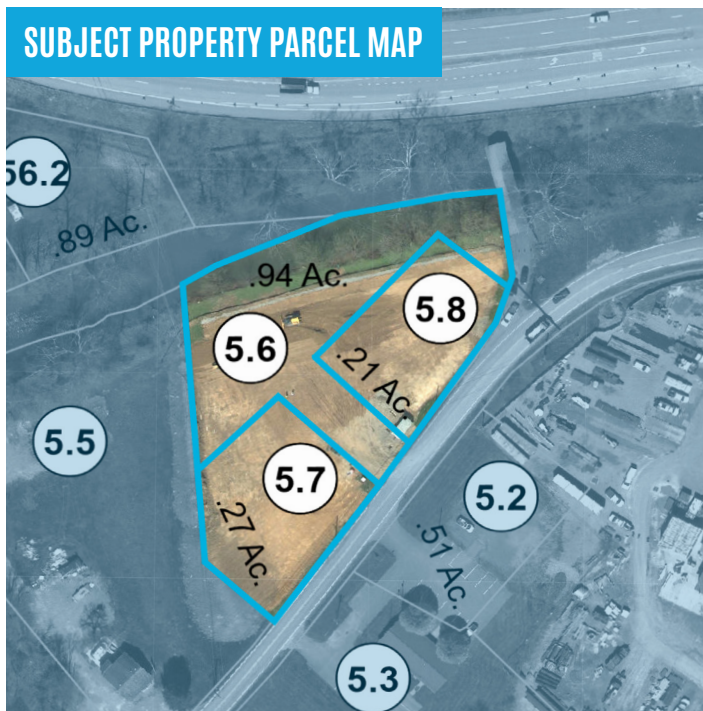 SUBJECT PROPERTY PARCEL MAP
56.2
.89 Ac.
.94 Ac.
5.8
5.6
.21 Ac.
5.5
5.7
5.2
.27 Ac.
.51 Ac.
5.3